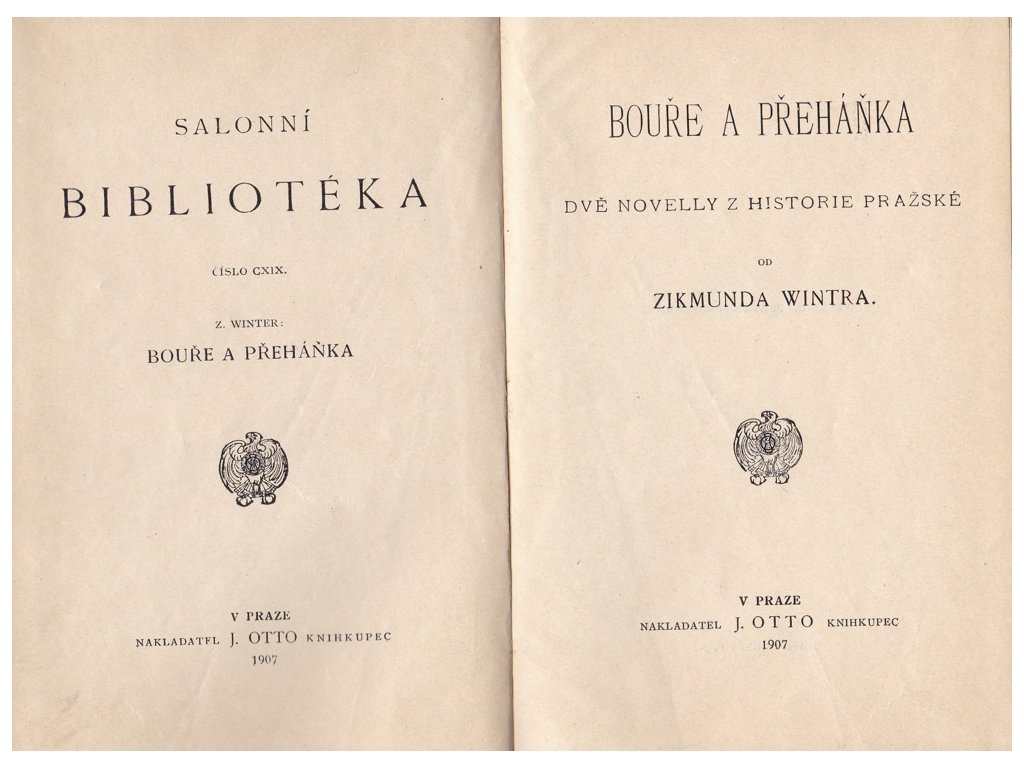 SALONNÍ
BIBLIOTÉKA
ČÍSLO CXIX.
Z. WINTER:
BOUŘE A PŘEHÁŇKA
V PRAZE
NAKLADATEL J. OTTO KNIHKUPEC
1907
BOUŘE A PŘEHÁŇKA
DVĚ NOVELLY Z HISTORIE PRAŽSKÉ
OD
ZIKMUNDA WINTRA.
V PRAZE
NAKLADATEL J. OTTO KNIHKUPEC
1907